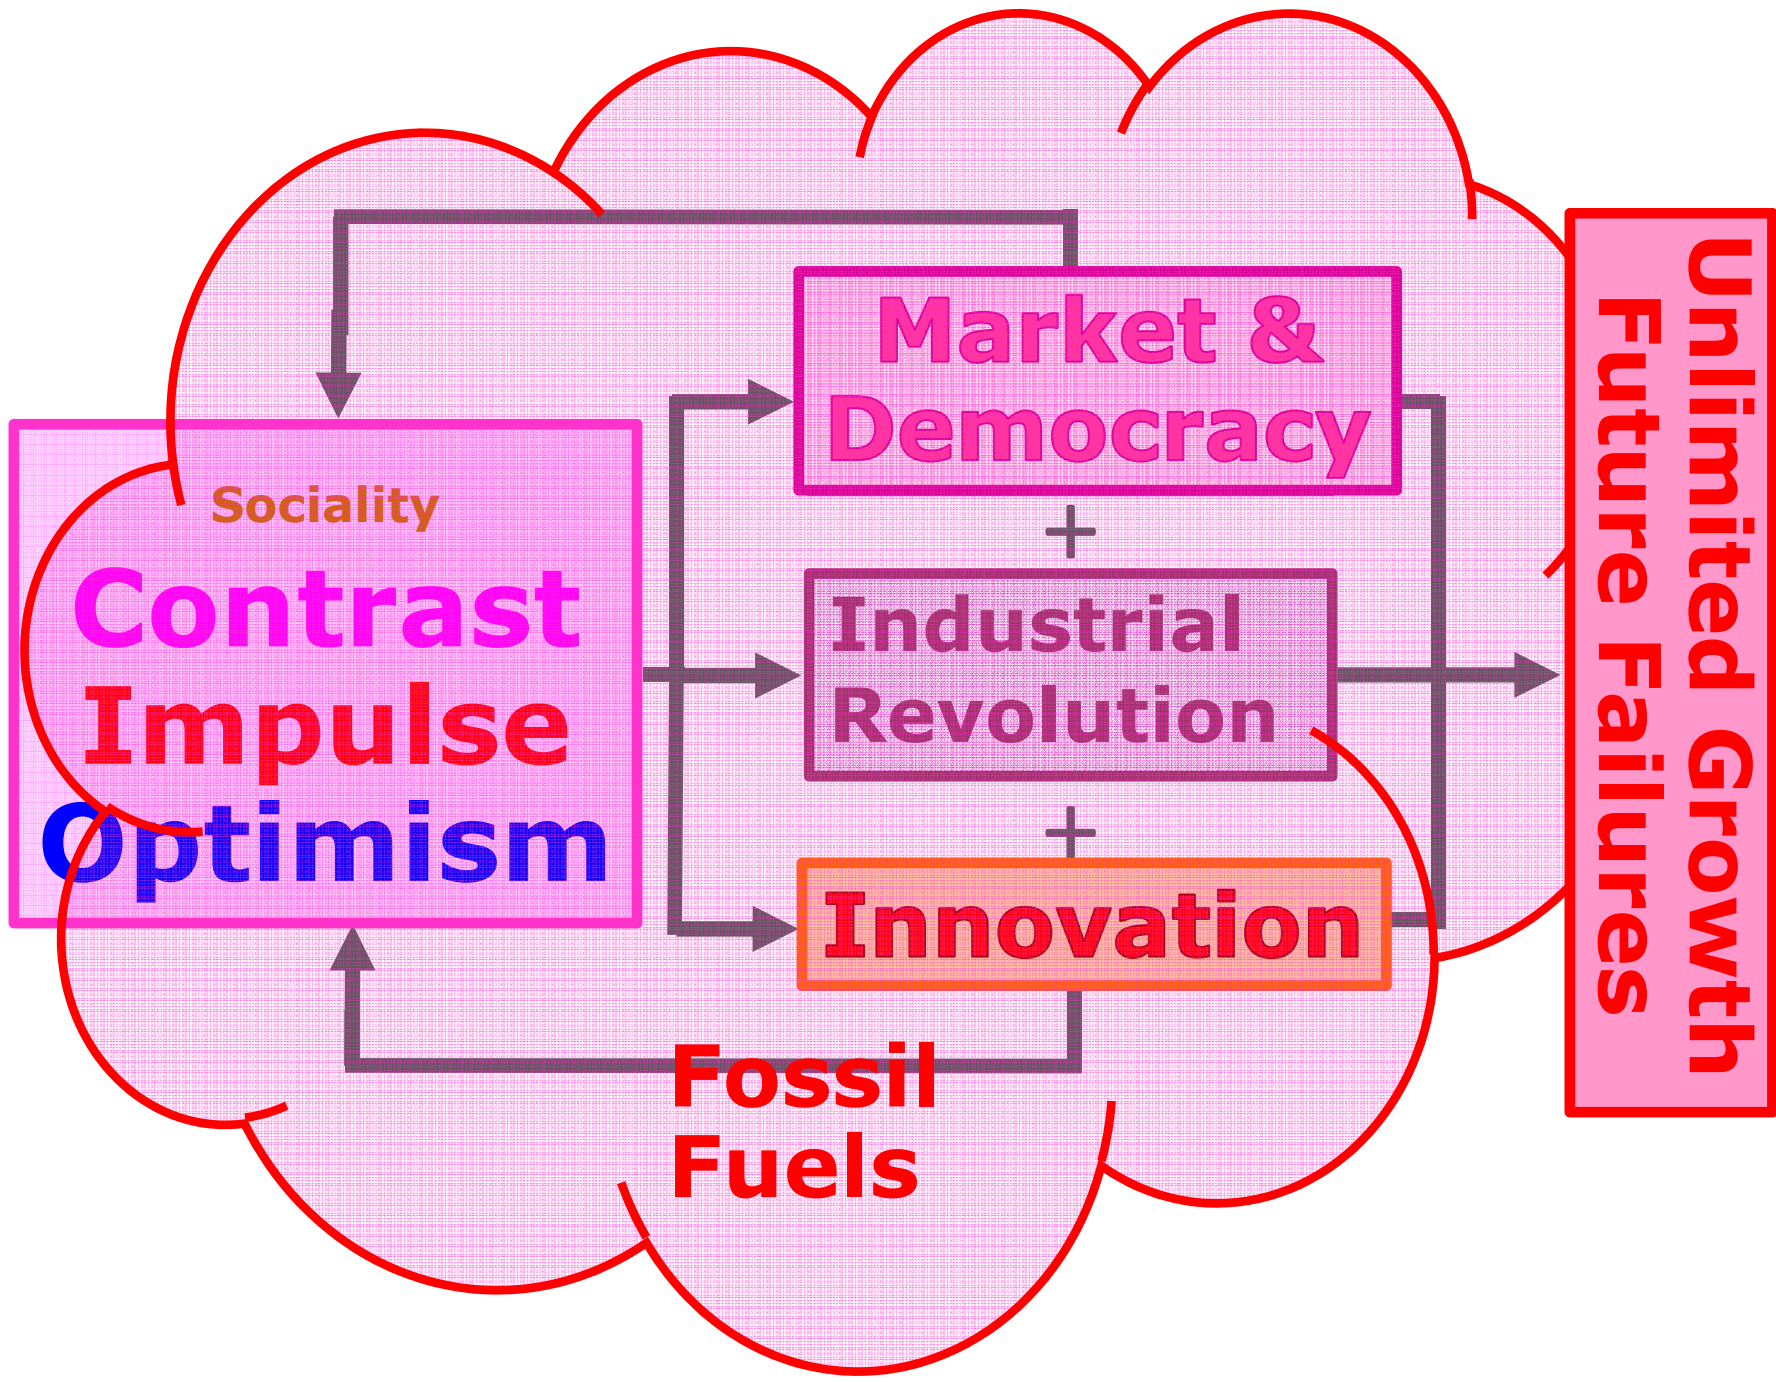 Sociality
Contrast
Impulse
Optimism
Market &
Democracy
+
Industrial
Revolution
+
Innovation
Fossil
Fuels
Unlimited Growth
Future Failures